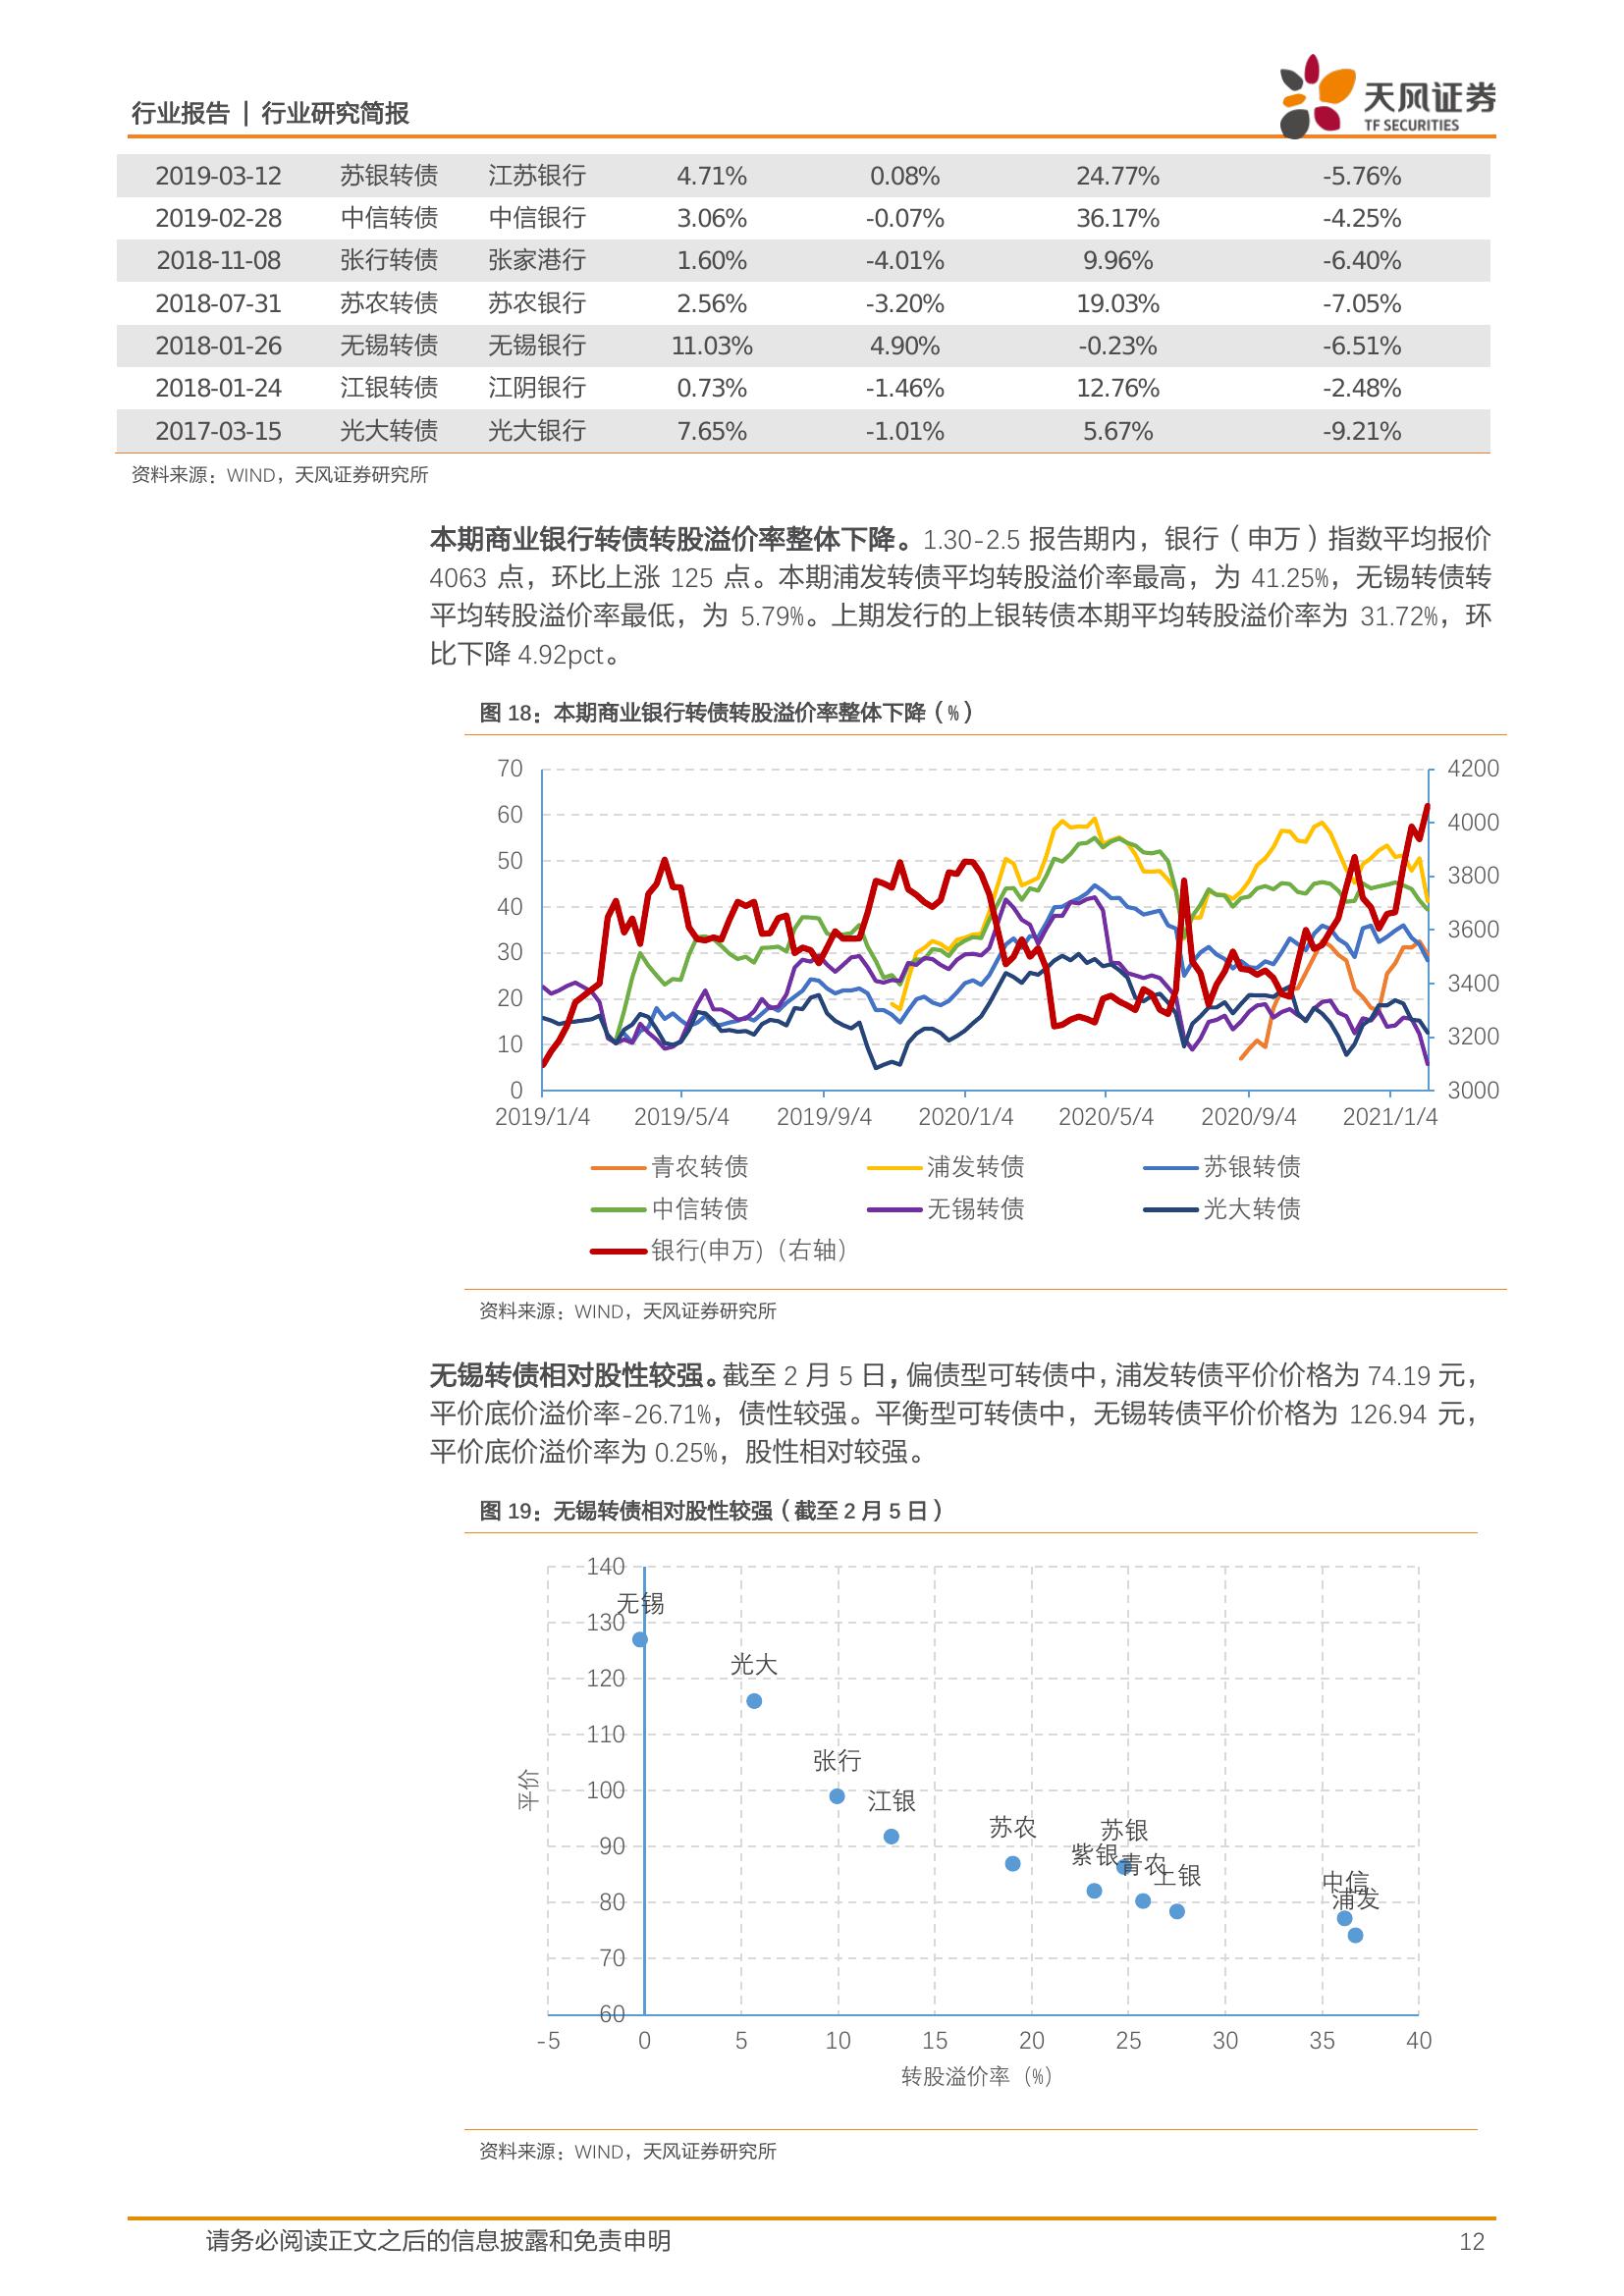 行业报告 | 行业研究简报
天风证券
TF SECURITIES
2019-03-12 苏银转债 江苏银行 4.71% 0.08% 24.77% -5.76%
2019-02-28 中信转债 中信银行 3.06% -0.07% 36.17% -4.25%
2018-11-08 张行转债 张家港行 1.60% -4.01% 9.96% -6.40%
2018-07-31 苏农转债 苏农银行 2.56% -3.20% 19.03% -7.05%
2018-01-26 无锡转债 无锡银行 11.03% 4.90% -0.23% -6.51%
2018-01-24 江银转债 江阴银行 0.73% -1.46% 12.76% -2.48%
2017-03-15 光大转债 光大银行 7.65% -1.01% 5.67% -9.21%
资料来源：WIND，天风证券研究所
本期商业银行转债转股溢价率整体下降。1.30-2.5 报告期内，银行（申万）指数平均报价
4063 点，环比上涨 125 点。本期浦发转债平均转股溢价率最高，为 41.25%，无锡转债转
平均转股溢价率最低，为 5.79%。上期发行的上银转债本期平均转股溢价率为 31.72%，环
比下降 4.92pct。
图 18：本期商业银行转债转股溢价率整体下降（%）
70 4200
60 4000
50 3800
40 3600
30 3400
20 3200
10 3000
0
2019/1/4 2019/5/4 2019/9/4 2020/1/4 2020/5/4 2020/9/4 2021/1/4
青农转债 浦发转债 苏银转债
中信转债 无锡转债 光大转债
银行(申万)（右轴）
资料来源：WIND，天风证券研究所
无锡转债相对股性较强。截至 2 月 5 日，偏债型可转债中，浦发转债平价价格为 74.19 元，
平价底价溢价率-26.71%，债性较强。平衡型可转债中，无锡转债平价价格为 126.94 元，
平价底价溢价率为 0.25%，股性相对较强。
图 19：无锡转债相对股性较强（截至 2 月 5 日）
140
无锡
130
光大
120
110
张行
平价
100
江银
苏农
苏银
90
紫银
青农
上银
中信
浦发
80
70
60
-5 0 5 10 15 20 25 30 35 40
转股溢价率（%）
资料来源：WIND，天风证券研究所
请务必阅读正文之后的信息披露和免责申明 12